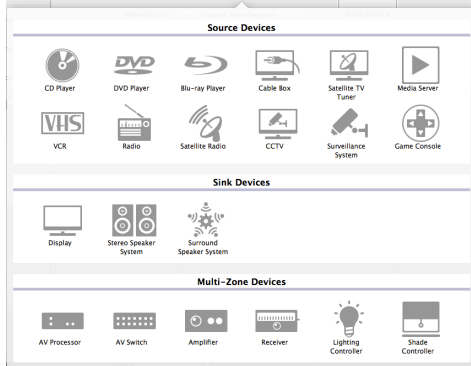 Source Devices
DVD
CD Player DVD Player Blu-ray Player Cable Box Satellite TV Tuner Media Server
VHS
VCR Radio Satellite Radio CCTV Surveillance System Game Console
Sink Devices
Display Stereo Speaker System Surround Speaker System
Multi-Zone Devices
AV Processor AV Switch Amplifier Receiver Lighting Controller Shade Controller